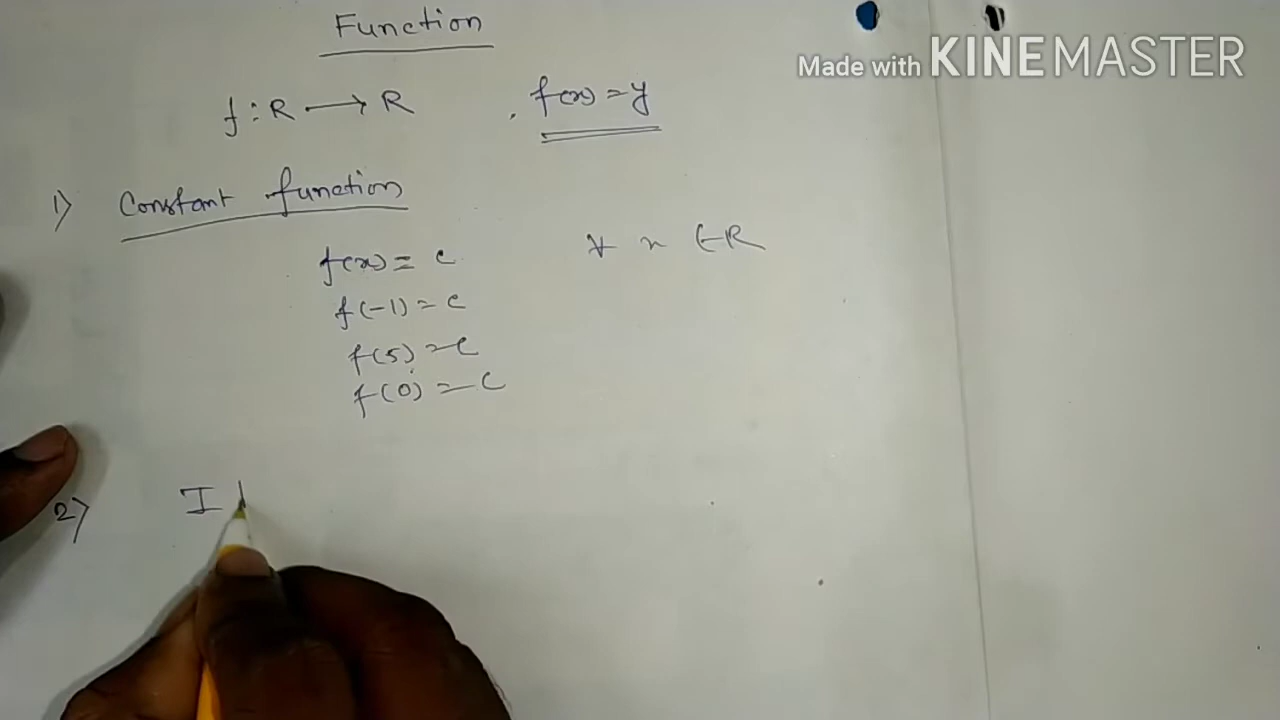 Function
Made with KINEMASTER
f : R ⟶ R , f(x) = y
1) Constant function
f(x) = c ∀ x ∈ R
f(-1) = c
f(5) = c
f(0) = c
2) I